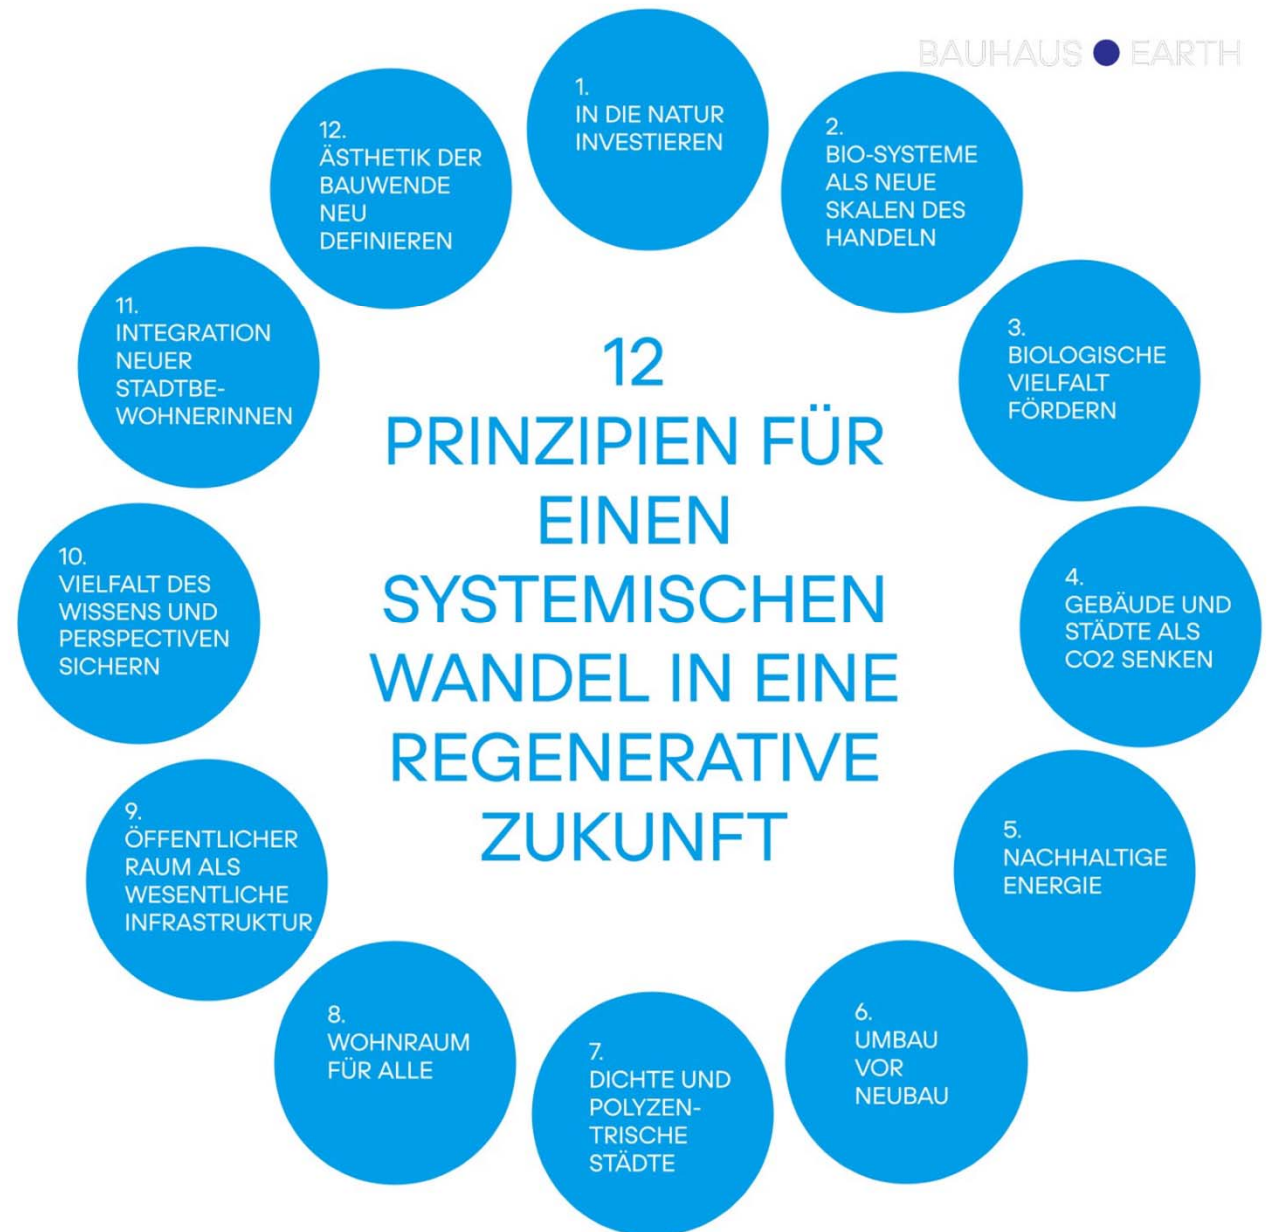 BAUHAUS EARTH
12
PRINZIPIEN FÜR
EINEN
SYSTEMISCHEN
WANDEL IN EINE
REGENERATIVE
ZUKUNFT
1.
IN DIE NATUR
INVESTIEREN
2.
BIO-SYSTEME
ALS NEUE
SKALEN DES
HANDELN
3.
BIOLOGISCHE
VIELFALT
FÖRDERN
4.
GEBÄUDE UND
STÄDTE ALS
CO2 SENKEN
5.
NACHHALTIGE
ENERGIE
6.
UMBAU
VOR
NEUBAU
7.
DICHTE UND
POLYZEN-
TRISCHE
STÄDTE
8.
WOHNRAUM
FÜR ALLE
9.
ÖFFENTLICHER
RAUM ALS
WESENTLICHE
INFRASTRUKTUR
10.
VIELFALT DES
WISSENS UND
PERSPECTIVEN
SICHERN
11.
INTEGRATION
NEUER
STADTBE-
WOHNERINNEN
12.
ÄSTHETIK DER
BAUWENDE
NEU
DEFINIEREN